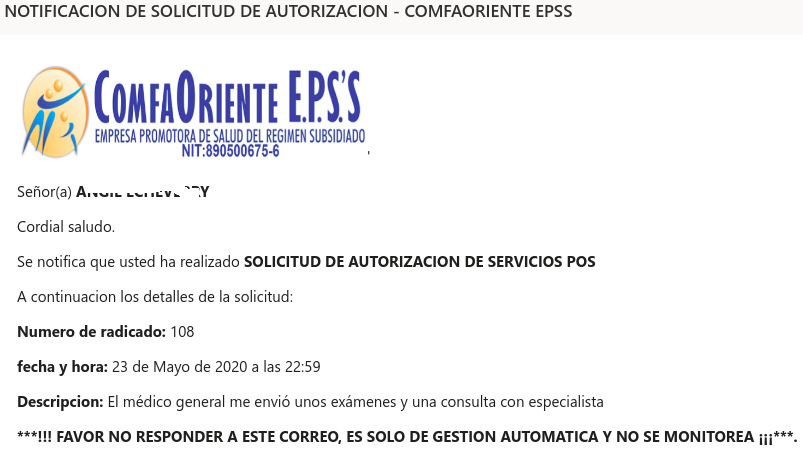 NOTIFICACION DE SOLICITUD DE AUTORIZACION - COMFAORIENTE EPSS
COMFAORIENTE E.P.S'S
EMPRESA PROMOTORA DE SALUD DEL REGIMEN SUBSIDIADO
NIT:890500675-6
Señor(a)
Cordial saludo.
Se notifica que usted ha realizado SOLICITUD DE AUTORIZACION DE SERVICIOS POS
A continuacion los detalles de la solicitud:
Numero de radicado: 108
fecha y hora: 23 de Mayo de 2020 a las 22:59
Descripcion: El médico general me envió unos exámenes y una consulta con especialista
***!!! FAVOR NO RESPONDER A ESTE CORREO, ES SOLO DE GESTION AUTOMATICA Y NO SE MONITOREA ¡¡¡***.